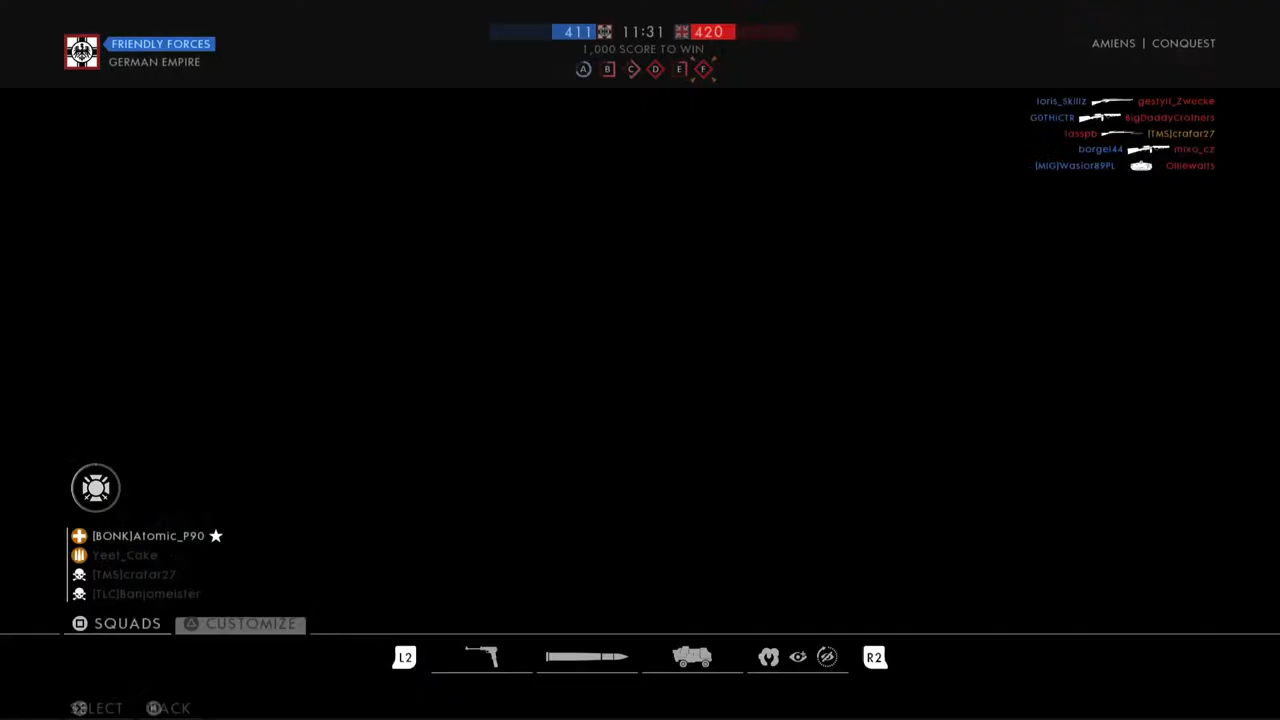 FRIENDLY FORCES
GERMAN EMPIRE
411 11:31 420
1,000 SCORE TO WIN
A B C D E F
AMIENS | CONQUEST
loris_Skillz gestyll_Zwecke
G0THiCTR BigDaddyCrothers
lasspb [TMS]crafar27
borgel44 mixo_cz
[MIG]Wasior89PL Olliewaits
[BONK]Atomic_P90
Yeet_Cake
[TMS]crafar27
[TLC]Banjomeister
SQUADS CUSTOMIZE
L2 R2
SELECT BACK